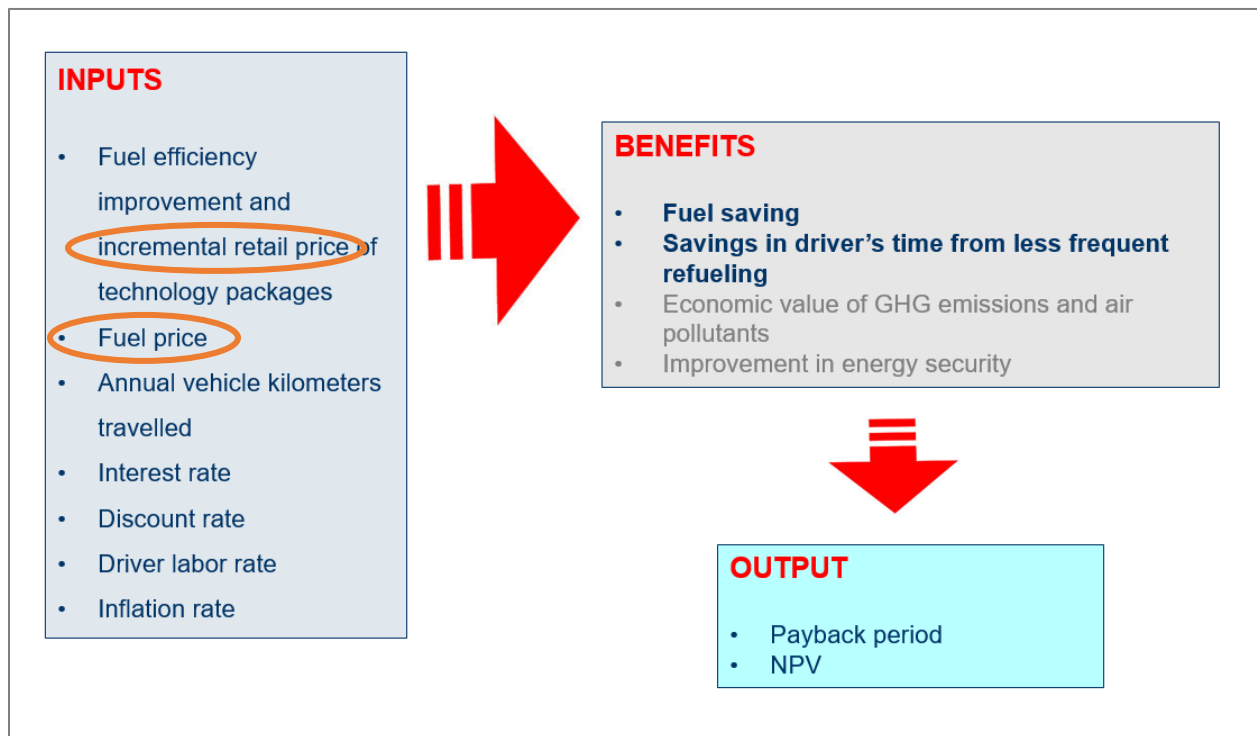 INPUTS
• Fuel efficiency
improvement and
incremental retail price of
technology packages
• Fuel price
• Annual vehicle kilometers
travelled
• Interest rate
• Discount rate
• Driver labor rate
• Inflation rate
BENEFITS
• Fuel saving
• Savings in driver’s time from less frequent
refueling
• Economic value of GHG emissions and air
pollutants
• Improvement in energy security
OUTPUT
• Payback period
• NPV